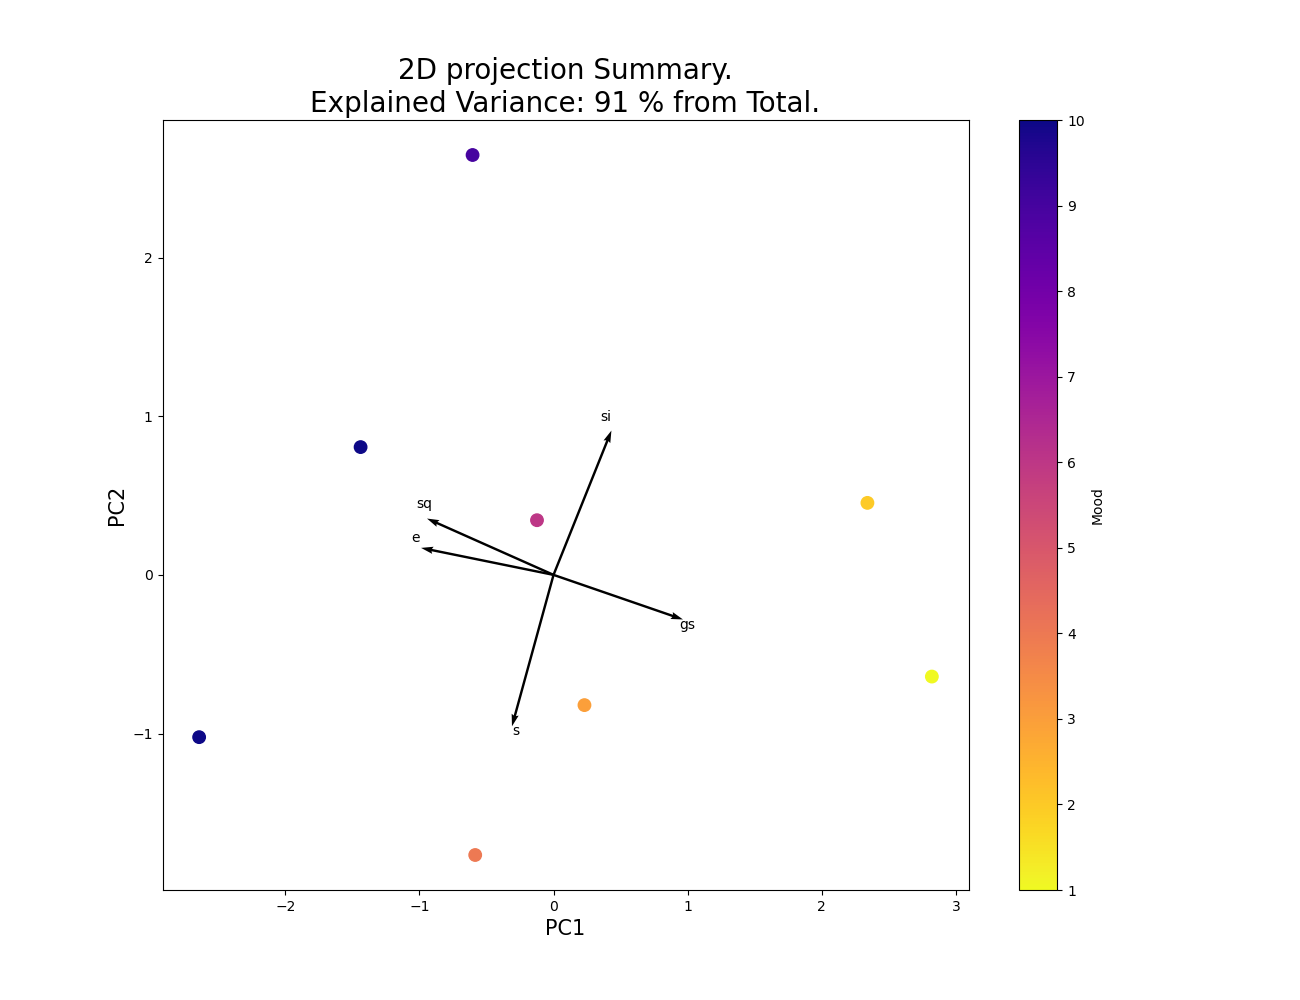 2D projection Summary.
Explained Variance: 91 % from Total.
PC2
2
1
0
−1
−2
−1
0
1
2
3
PC1
si
sq
e
gs
s
10
9
8
7
6
5
4
3
2
1
Mood